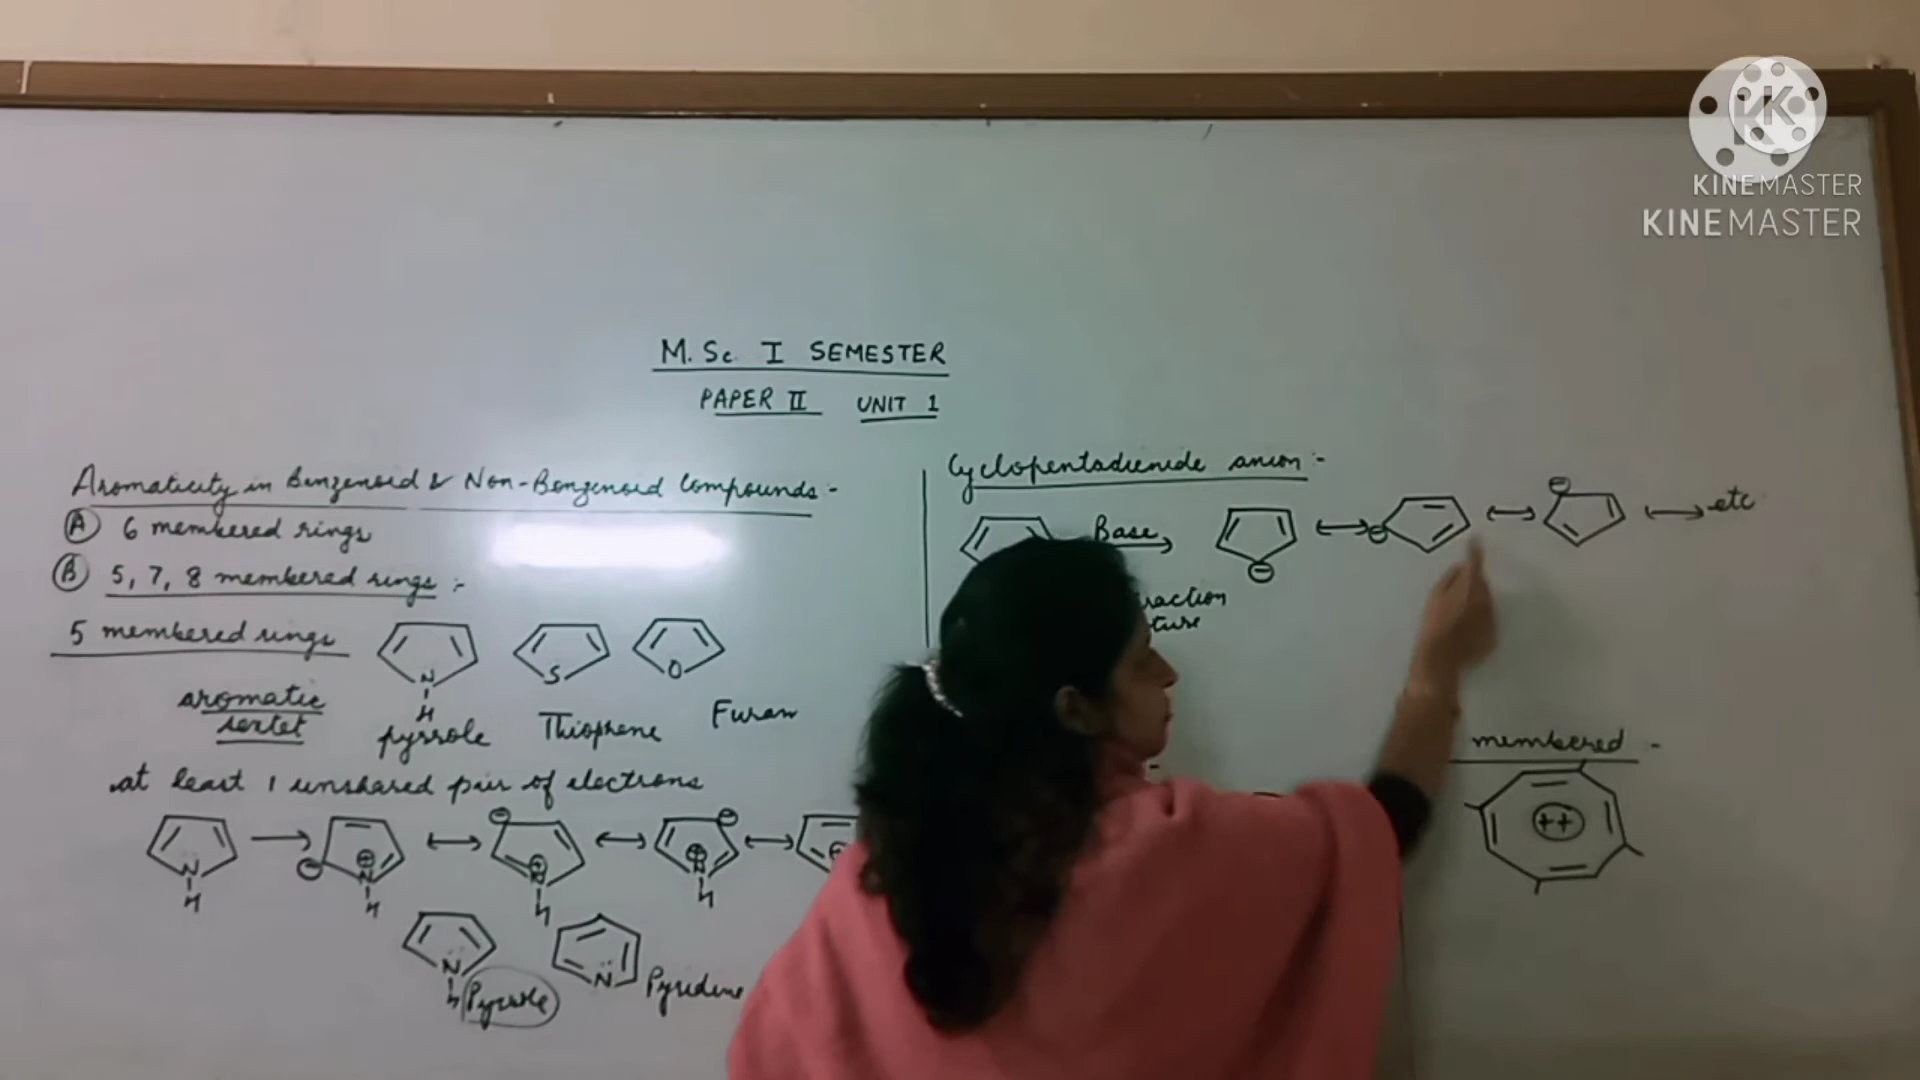 KINEMASTER
KINEMASTER
M.Sc. I SEMESTER
PAPER II UNIT 1
Aromaticity in Benzenoid & Non-Benzenoid Compounds:-
A 6 membered rings
B 5, 7, 8 membered rings :-
5 membered rings
N
H
S
O
aromatic
sextet
pyrrole
Thiophene
Furan
at least 1 unshared pair of electrons
N
H
N
H
N
H
N
H
N
H
Pyrrole
N
Pyridine
Cyclopentadienide anion:-
Base
etc
membered -
++